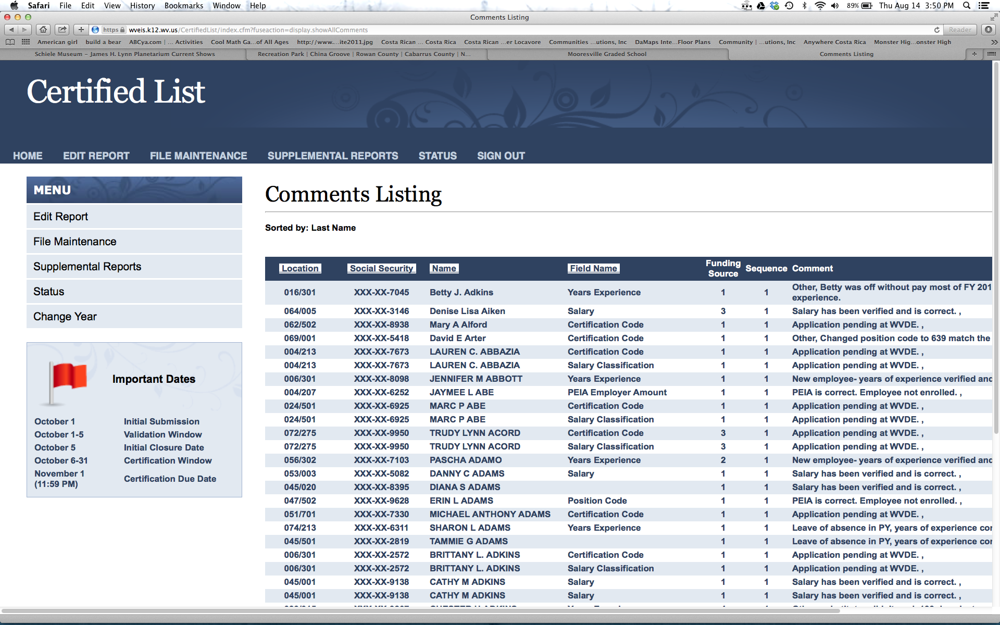 Safari File Edit View History Bookmarks Window Help 89% Thu Aug 14 3:50 PM
Comments Listing
https wveis.k12.wv.us/CertifiedList/index.cfm?fuseaction=display.showAllComments Reader
American girl build a bear ABCya.com | ... Activities Cool Math Ga...of All Ages http://www....ite2011.jpg Costa Rican ... Costa Rica Costa Rican ...er Locavore Communities ...utions, Inc DaMaps Inte...Floor Plans Community | ...utions, Inc Anywhere Costa Rica Monster Hig...onster High
Schiele Museum – James H. Lynn Planetarium Current Shows Recreation Park | China Groove | Rowan County | Cabarrus County | N... Mooresville Graded School Comments Listing
Certified List
HOME EDIT REPORT FILE MAINTENANCE SUPPLEMENTAL REPORTS STATUS SIGN OUT
MENU
Edit Report
File Maintenance
Supplemental Reports
Status
Change Year
Important Dates
October 1 Initial Submission
October 1-5 Validation Window
October 5 Initial Closure Date
October 6-31 Certification Window
November 1 (11:59 PM) Certification Due Date
Comments Listing
Sorted by: Last Name
Location Social Security Name Field Name Funding Source Sequence Comment
016/301 XXX-XX-7045 Betty J. Adkins Years Experience 1 1 Other, Betty was off without pay most of FY 201
experience.
064/005 XXX-XX-3146 Denise Lisa Aiken Salary 3 1 Salary has been verified and is correct. ,
062/502 XXX-XX-8938 Mary A Alford Certification Code 1 1 Application pending at WVDE. ,
069/001 XXX-XX-5418 David E Arter Certification Code 1 1 Other, Changed position code to 639 match the
004/213 XXX-XX-7673 LAUREN C. ABBAZIA Certification Code 1 1 Application pending at WVDE. ,
004/213 XXX-XX-7673 LAUREN C. ABBAZIA Salary Classification 1 1 Application pending at WVDE. ,
006/301 XXX-XX-8098 JENNIFER M ABBOTT Years Experience 1 1 New employee- years of experience verified and
004/207 XXX-XX-6252 JAYMEE L ABE PEIA Employer Amount 1 1 PEIA is correct. Employee not enrolled. ,
024/501 XXX-XX-6925 MARC P ABE Certification Code 1 1 Application pending at WVDE. ,
024/501 XXX-XX-6925 MARC P ABE Salary Classification 1 1 Application pending at WVDE. ,
072/275 XXX-XX-9950 TRUDY LYNN ACORD Certification Code 3 1 Application pending at WVDE. ,
072/275 XXX-XX-9950 TRUDY LYNN ACORD Salary Classification 3 1 Application pending at WVDE. ,
056/302 XXX-XX-7103 PASCHA ADAMO Years Experience 2 1 New employee- years of experience verified and
053/003 XXX-XX-5082 DANNY C ADAMS Salary 1 1 Salary has been verified and is correct. ,
045/020 XXX-XX-8395 DIANA S ADAMS 1 1 Salary has been verified and is correct. ,
047/502 XXX-XX-9628 ERIN L ADAMS Position Code 1 1 PEIA is correct. Employee not enrolled. ,
051/701 XXX-XX-7330 MICHAEL ANTHONY ADAMS Certification Code 1 1 Application pending at WVDE. ,
074/213 XXX-XX-6311 SHARON L ADAMS Years Experience 1 1 Leave of absence in PY, years of experience cor
045/501 XXX-XX-2819 TAMMIE G ADAMS 1 1 Leave of absence in PY, years of experience cor
006/301 XXX-XX-2572 BRITTANY L. ADKINS Certification Code 1 1 Application pending at WVDE. ,
006/301 XXX-XX-2572 BRITTANY L. ADKINS Salary Classification 1 1 Application pending at WVDE. ,
045/001 XXX-XX-9138 CATHY M ADKINS Salary 1 1 Salary has been verified and is correct. ,
045/001 XXX-XX-9138 CATHY M ADKINS Salary 1 1 Salary has been verified and is correct. ,